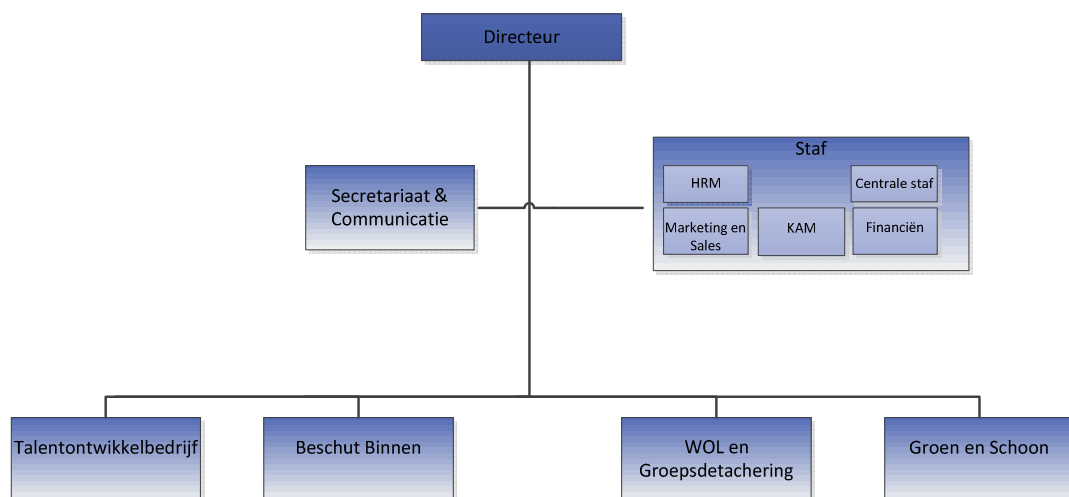 Directeur
Secretariaat &
Communicatie
Staf
HRM
Centrale staf
Marketing en
Sales
KAM
Financiën
Talentontwikkelbedrijf
Beschut Binnen
WOL en
Groepsdetachering
Groen en Schoon